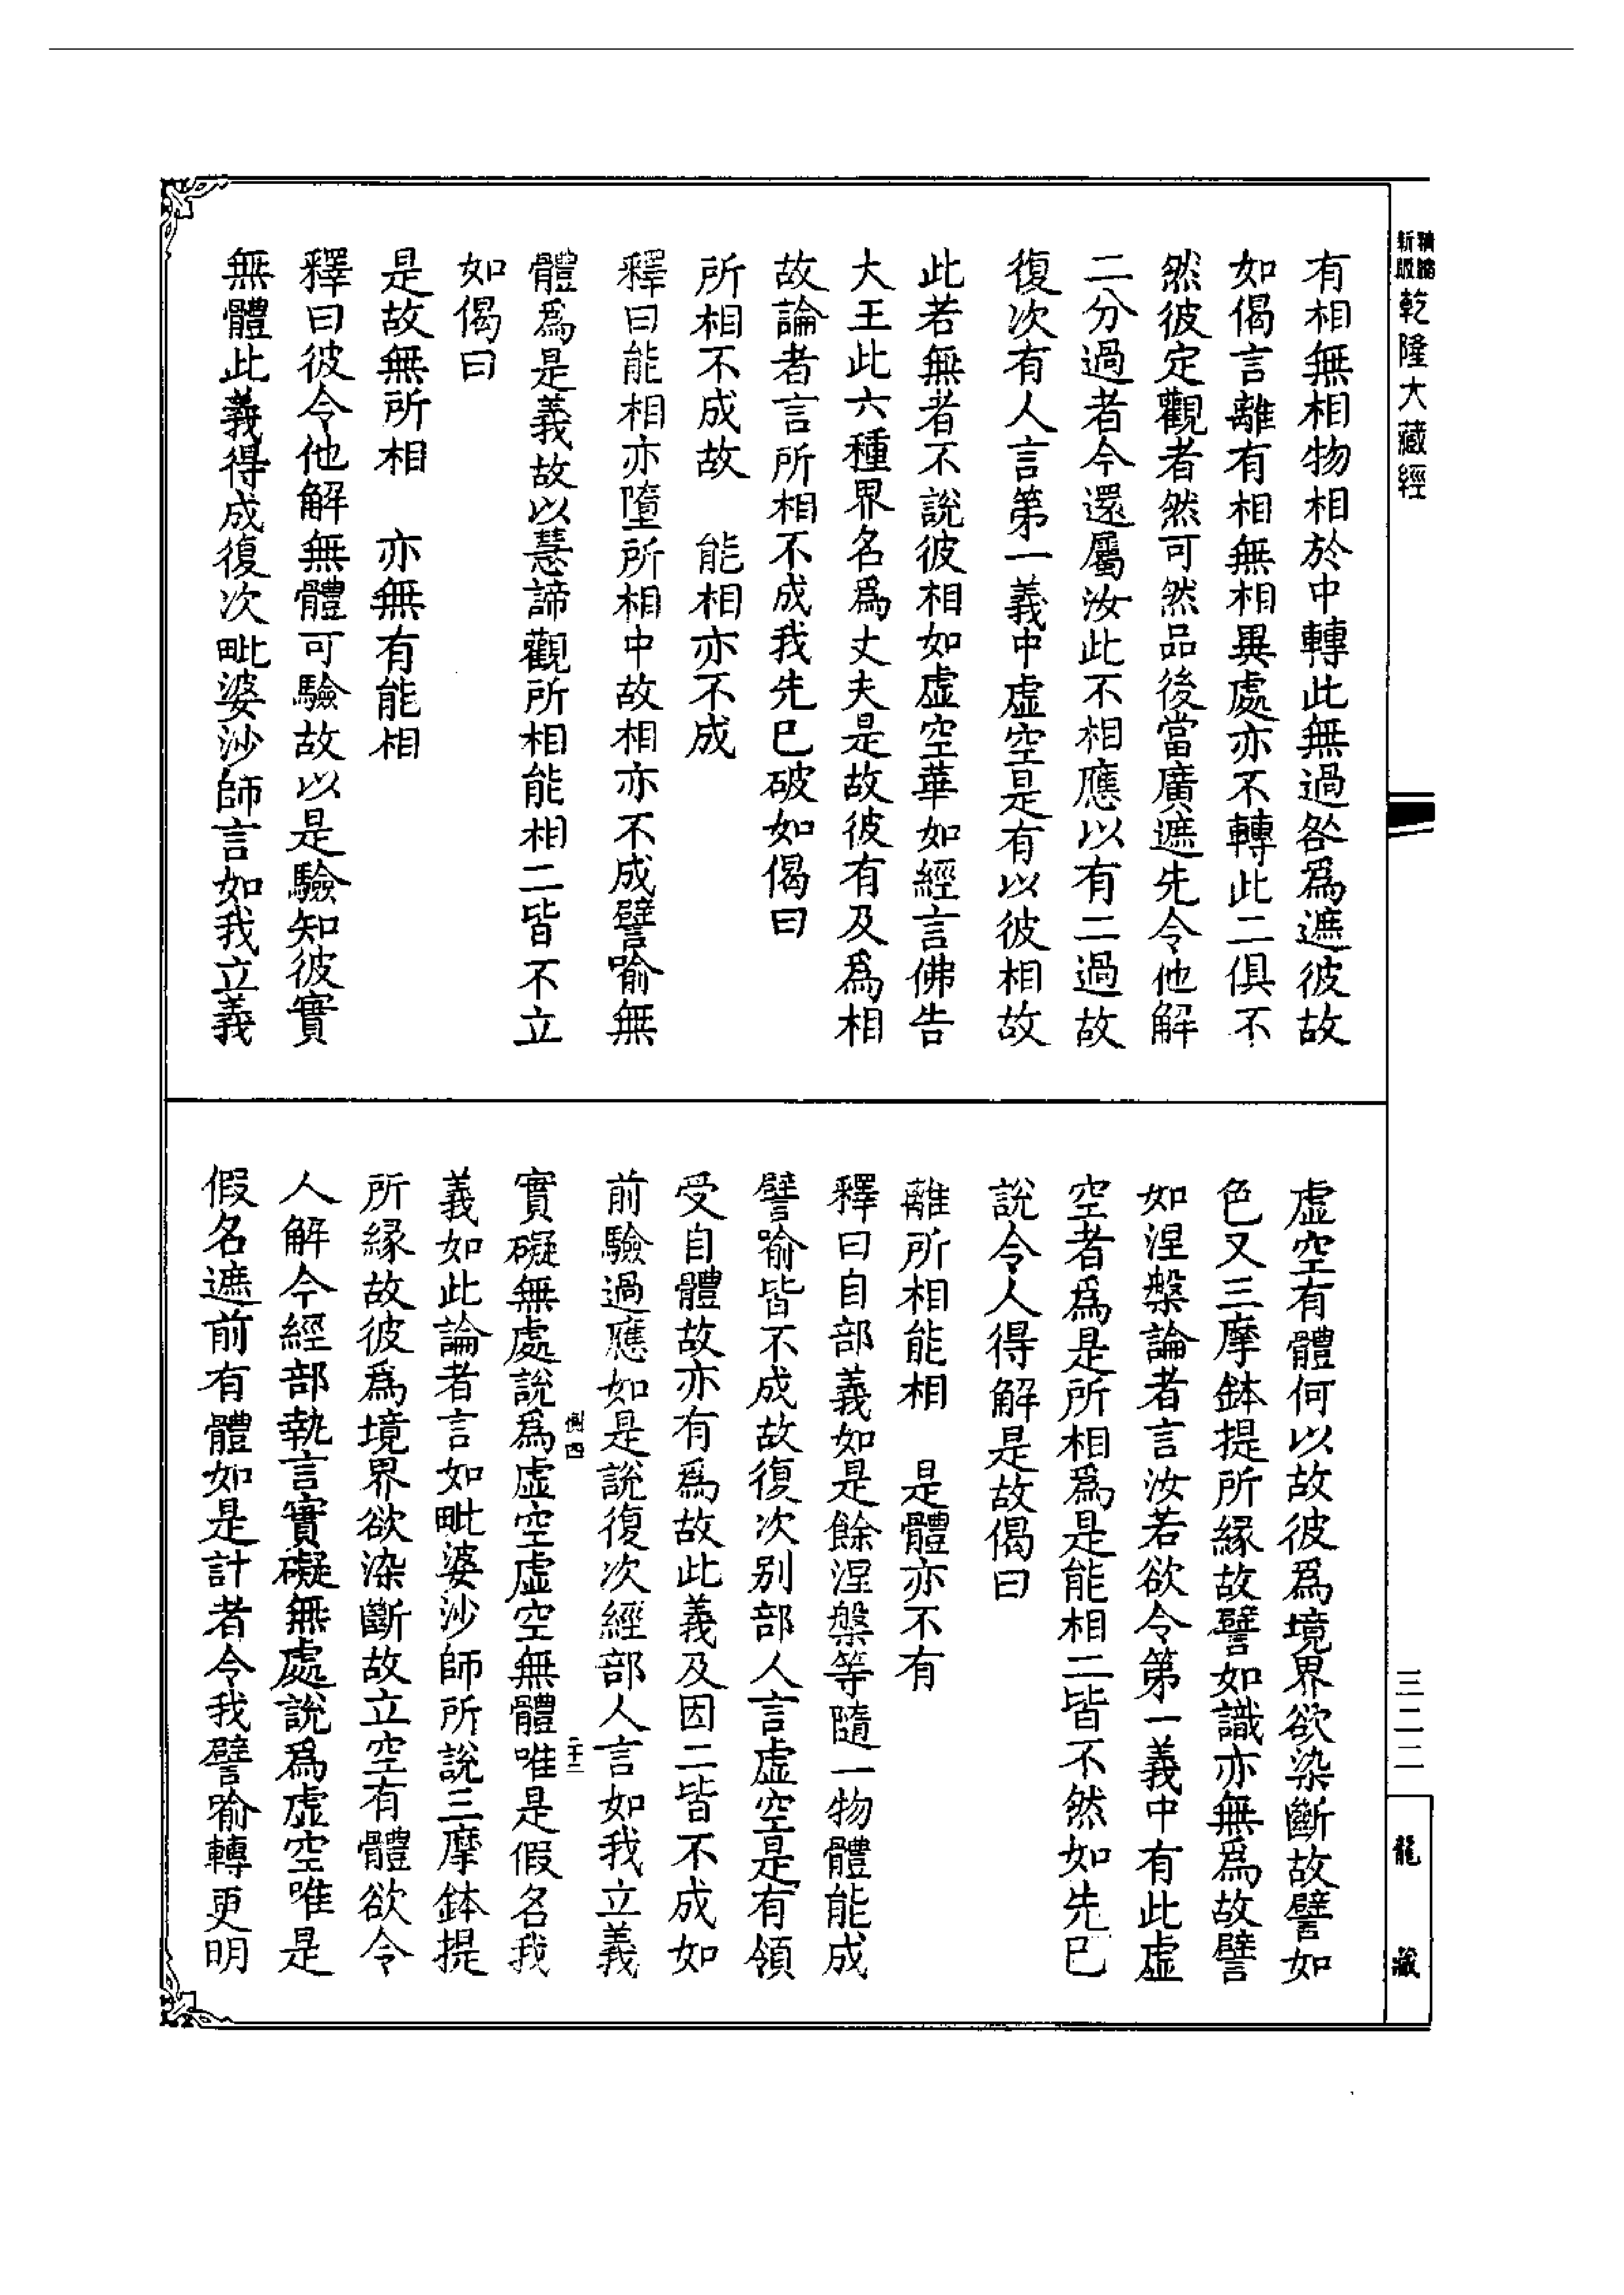 新版
精縮
乾隆大藏經
三二二
龍藏
有相無相物相於中轉此無過咎爲遮彼故
如偈言離有相無相異處亦不轉此二俱不
然彼定觀者然可然品後當廣遮先令他解
二分過者今還屬汝此不相應以有二過故
復次有人言第一義中虛空是有以彼相故
此若無者不說彼相如虛空華如經言佛告
大王此六種界名爲丈夫是故彼有及爲相
故論者言所相不成我先已破如偈曰
所相不成故　能相亦不成
釋曰能相亦墮所相中故相亦不成譬喻無
體爲是義故以慧諦觀所相能相二皆不立
如偈曰
是故無所相　亦無有能相
釋曰彼令他解無體可驗故以是驗知彼實
無體此義得成復次毗婆沙師言如我立義
虛空有體何以故彼爲境界欲染斷故譬如
色又三摩鉢提所緣故譬如識亦無爲故譬
如涅槃論者言汝若欲令第一義中有此虛
空者爲是所相爲是能相二皆不然如先已
說令人得解是故偈曰
離所相能相　是體亦不有
釋曰自部義如是餘涅槃等隨一物體能成
譬喻皆不成故復次別部人言虛空是有領
受自體故亦有爲故此義及因二皆不成如
前驗過應如是說復次經部人言如我立義
實礙無處說爲虛空虛空無體唯是假名我
義如此論者言如毗婆沙師所說三摩鉢提
所緣故彼爲境界欲染斷故立空有體欲令
人解今經部執言實礙無處說爲虛空唯是
假名遮前有體如是計者令我譬喻轉更明